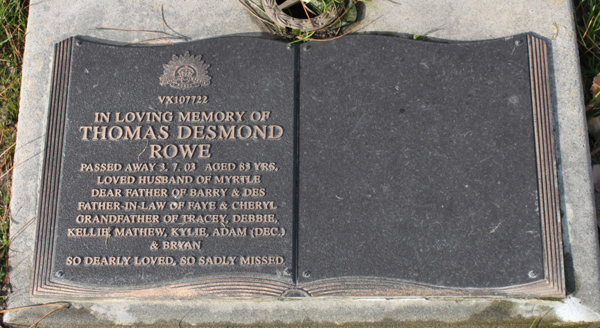 VX107722
IN LOVING MEMORY OF
THOMAS DESMOND
ROWE
PASSED AWAY 3. 7. 03 AGED 83 YRS,
LOVED HUSBAND OF MYRTLE
DEAR FATHER OF BARRY & DES
FATHER-IN-LAW OF FAYE & CHERYL
GRANDFATHER OF TRACEY, DEBBIE,
KELLIE, MATHEW, KYLIE, ADAM (DEC.)
& BRYAN
SO DEARLY LOVED, SO SADLY MISSED